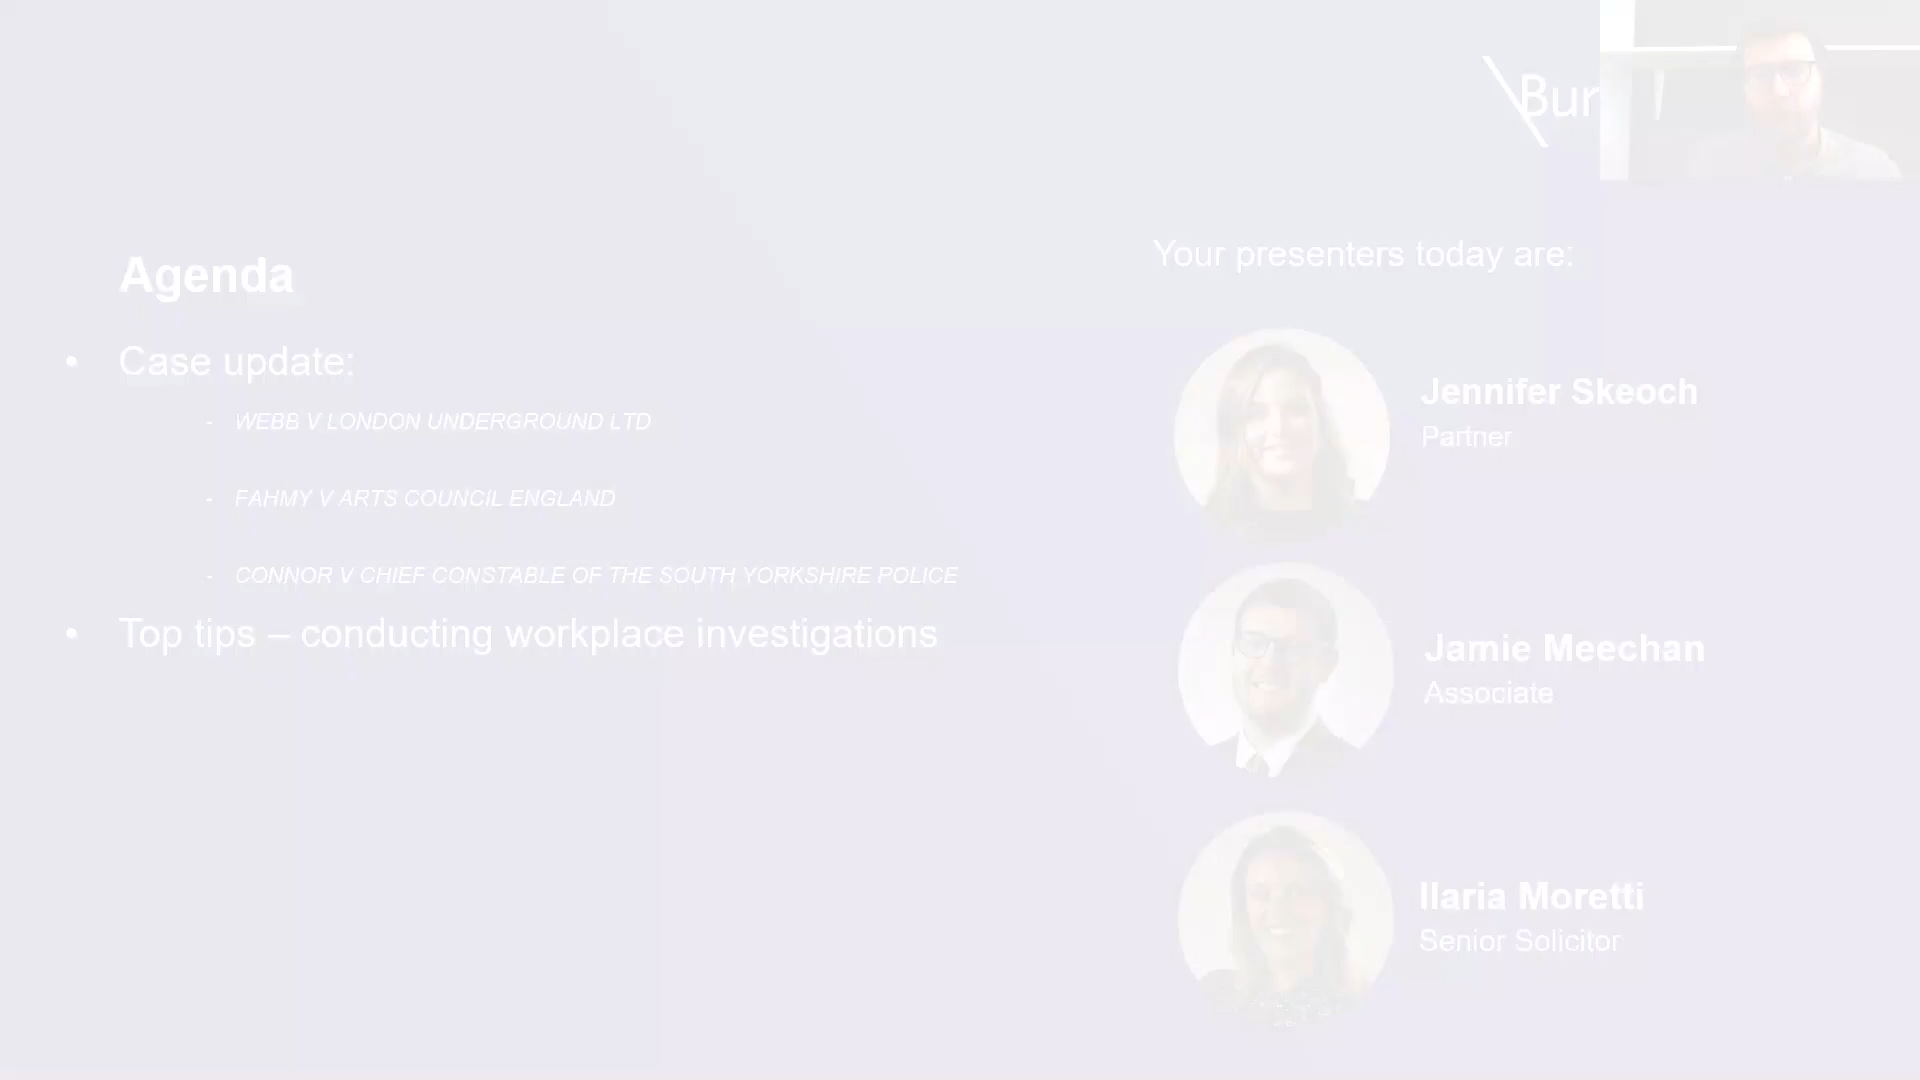 Bur
Agenda
• Case update:
- WEBB V LONDON UNDERGROUND LTD
- FAHMY V ARTS COUNCIL ENGLAND
- CONNOR V CHIEF CONSTABLE OF THE SOUTH YORKSHIRE POLICE
• Top tips – conducting workplace investigations
Your presenters today are:
Jennifer Skeoch
Partner
Jamie Meechan
Associate
Ilaria Moretti
Senior Solicitor